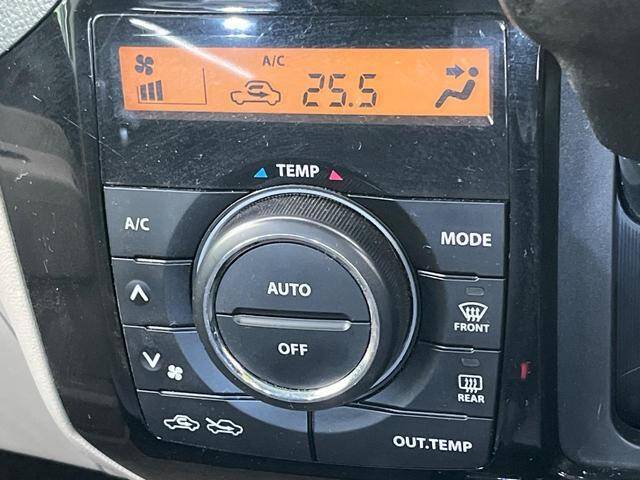 A/C
25.5
TEMP
A/C
MODE
AUTO
OFF
FRONT
REAR
OUT.TEMP